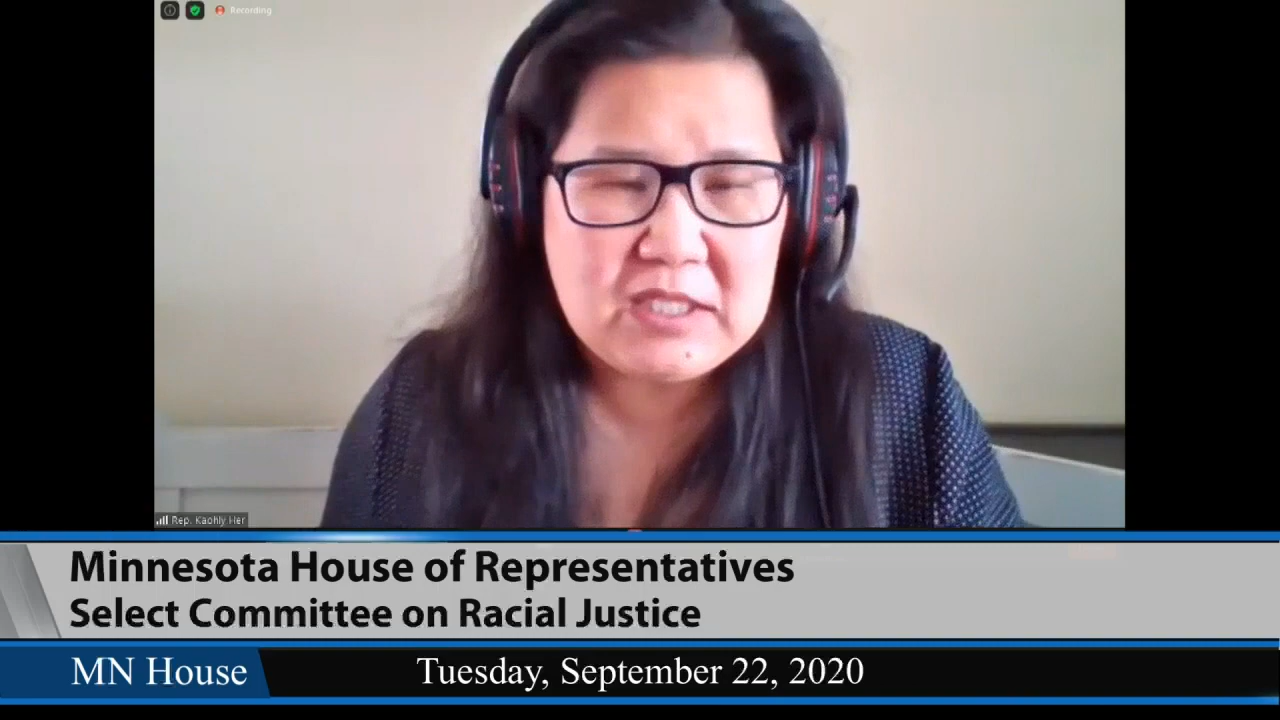 Recording
Rep. Kaohly Her
Minnesota House of Representatives
Select Committee on Racial Justice
MN House
Tuesday, September 22, 2020